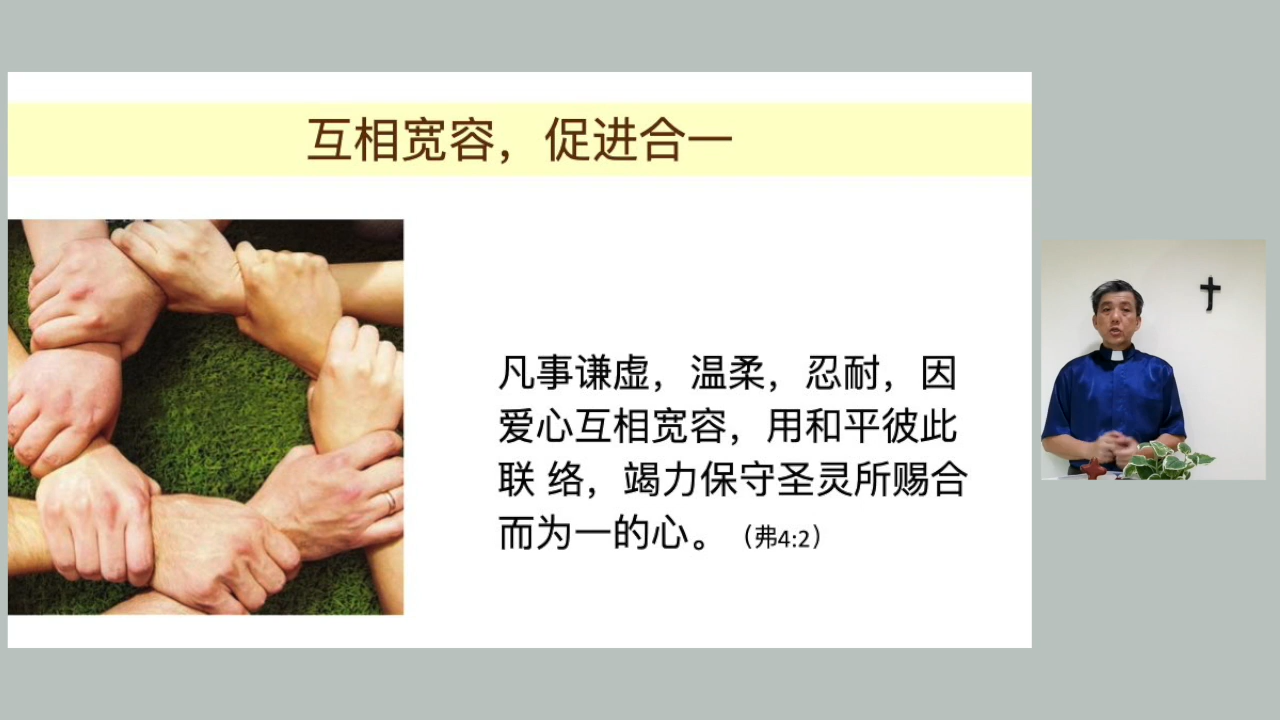 互相宽容，促进合一
凡事谦虚，温柔，忍耐，因
爱心互相宽容，用和平彼此
联 络，竭力保守圣灵所赐合
而为一的心。（弗4:2）